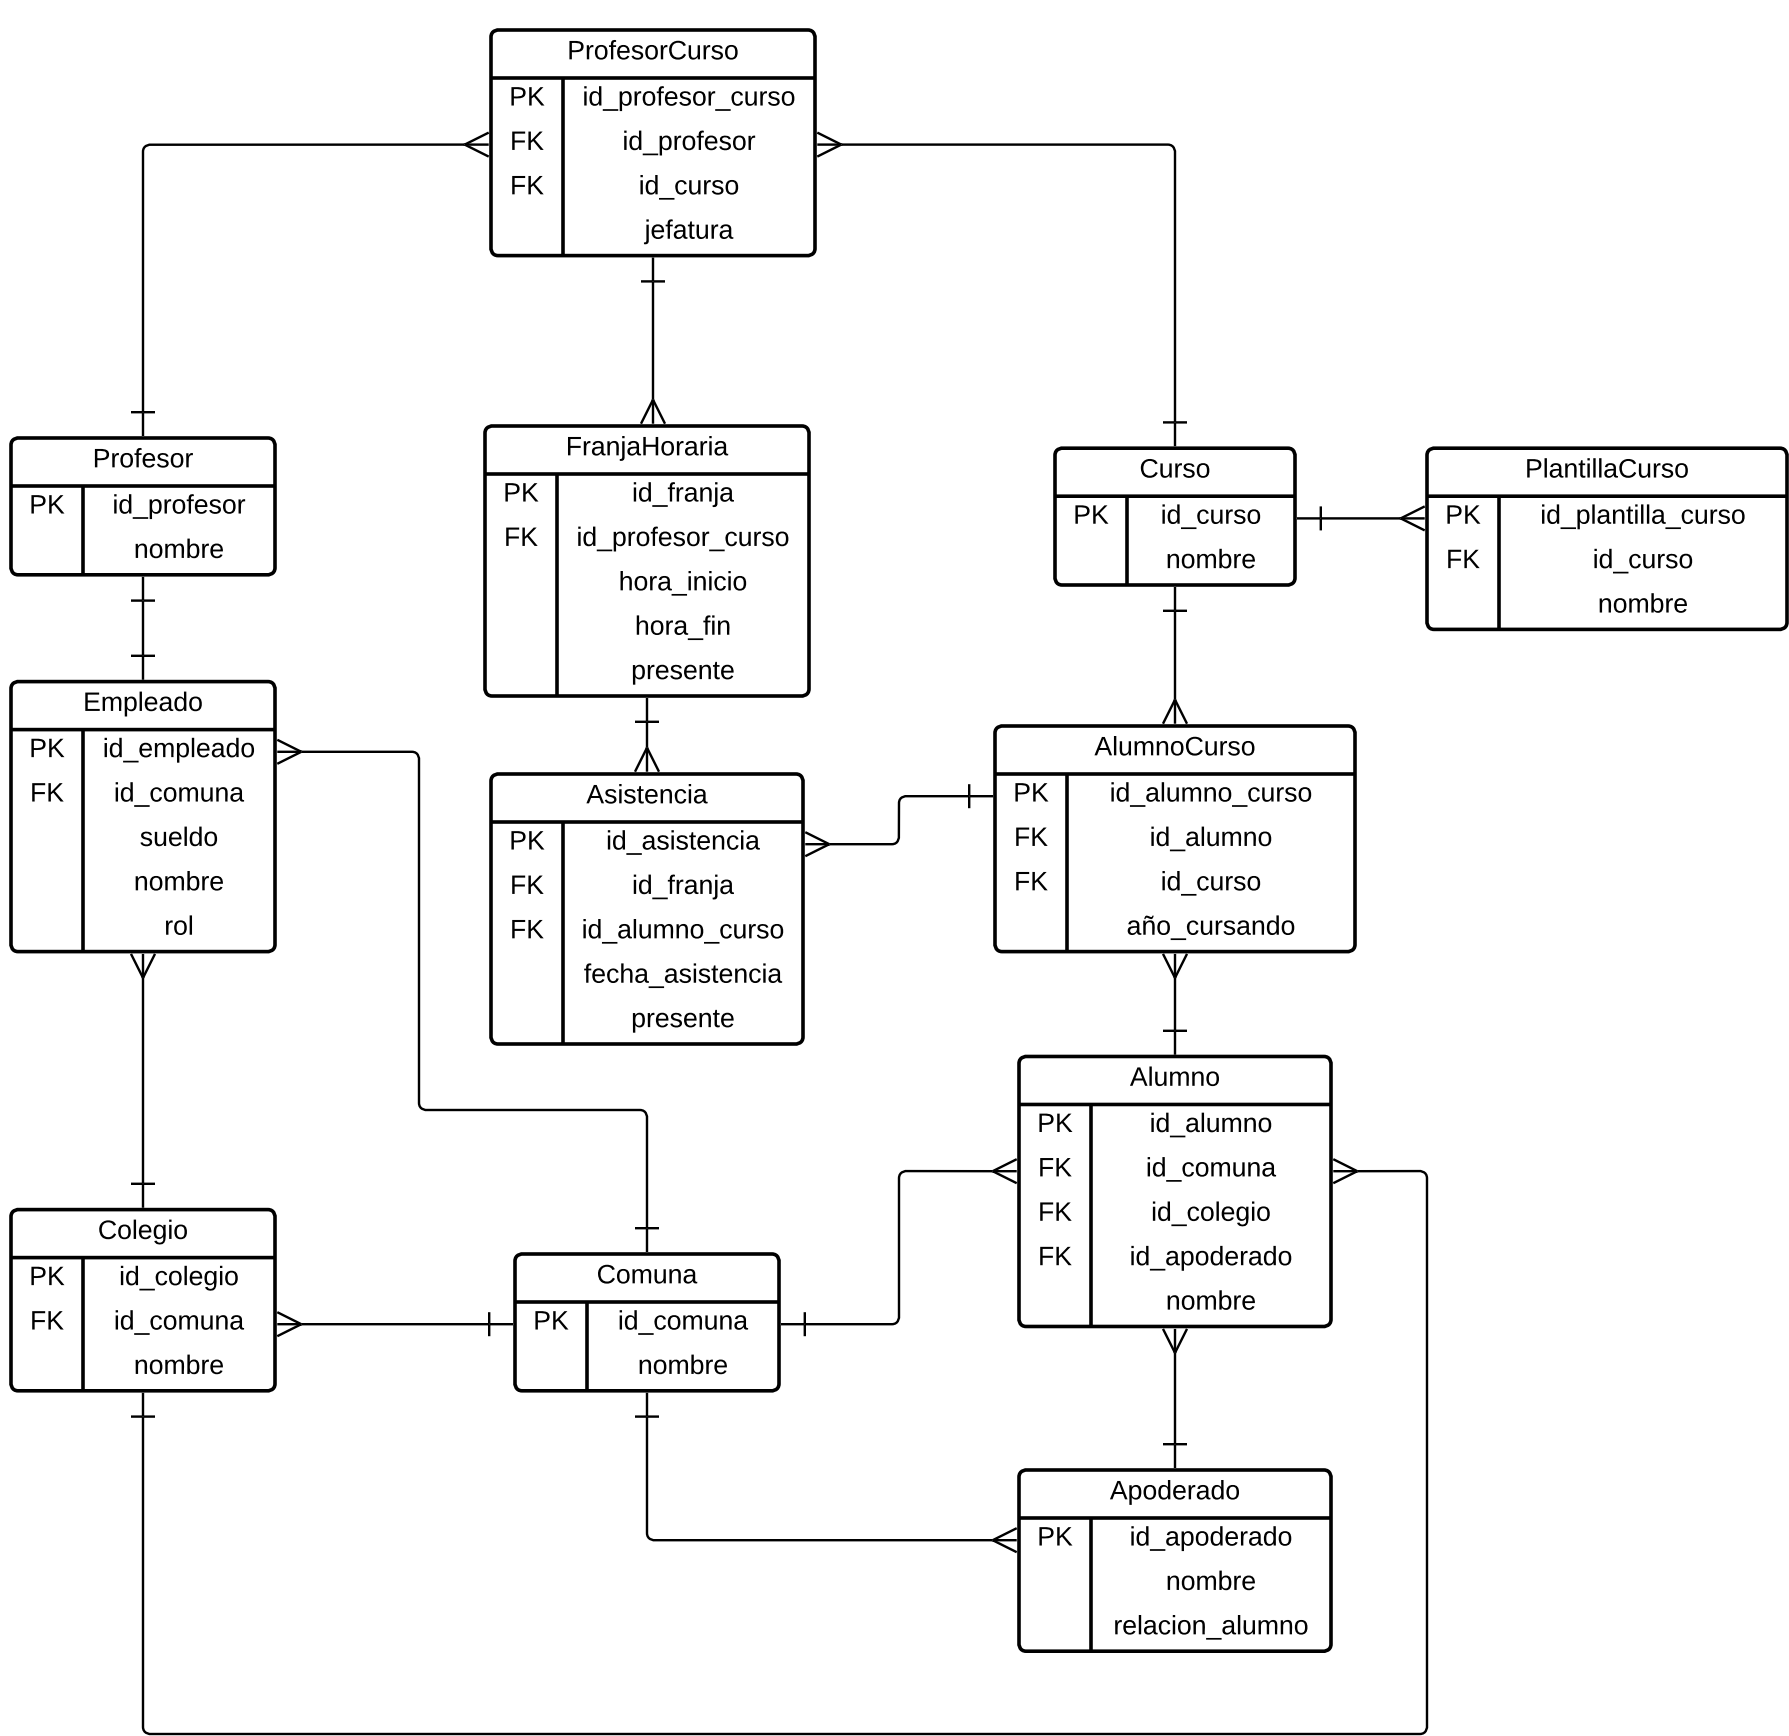 ProfesorCurso
PK id_profesor_curso
FK id_profesor
FK id_curso
jefatura
Profesor
PK id_profesor
nombre
FranjaHoraria
PK id_franja
FK id_profesor_curso
hora_inicio
hora_fin
presente
Curso
PK id_curso
nombre
PlantillaCurso
PK id_plantilla_curso
FK id_curso
nombre
Empleado
PK id_empleado
FK id_comuna
sueldo
nombre
rol
Asistencia
PK id_asistencia
FK id_franja
FK id_alumno_curso
fecha_asistencia
presente
AlumnoCurso
PK id_alumno_curso
FK id_alumno
FK id_curso
año_cursando
Alumno
PK id_alumno
FK id_comuna
FK id_colegio
FK id_apoderado
nombre
Colegio
PK id_colegio
FK id_comuna
nombre
Comuna
PK id_comuna
nombre
Apoderado
PK id_apoderado
nombre
relacion_alumno